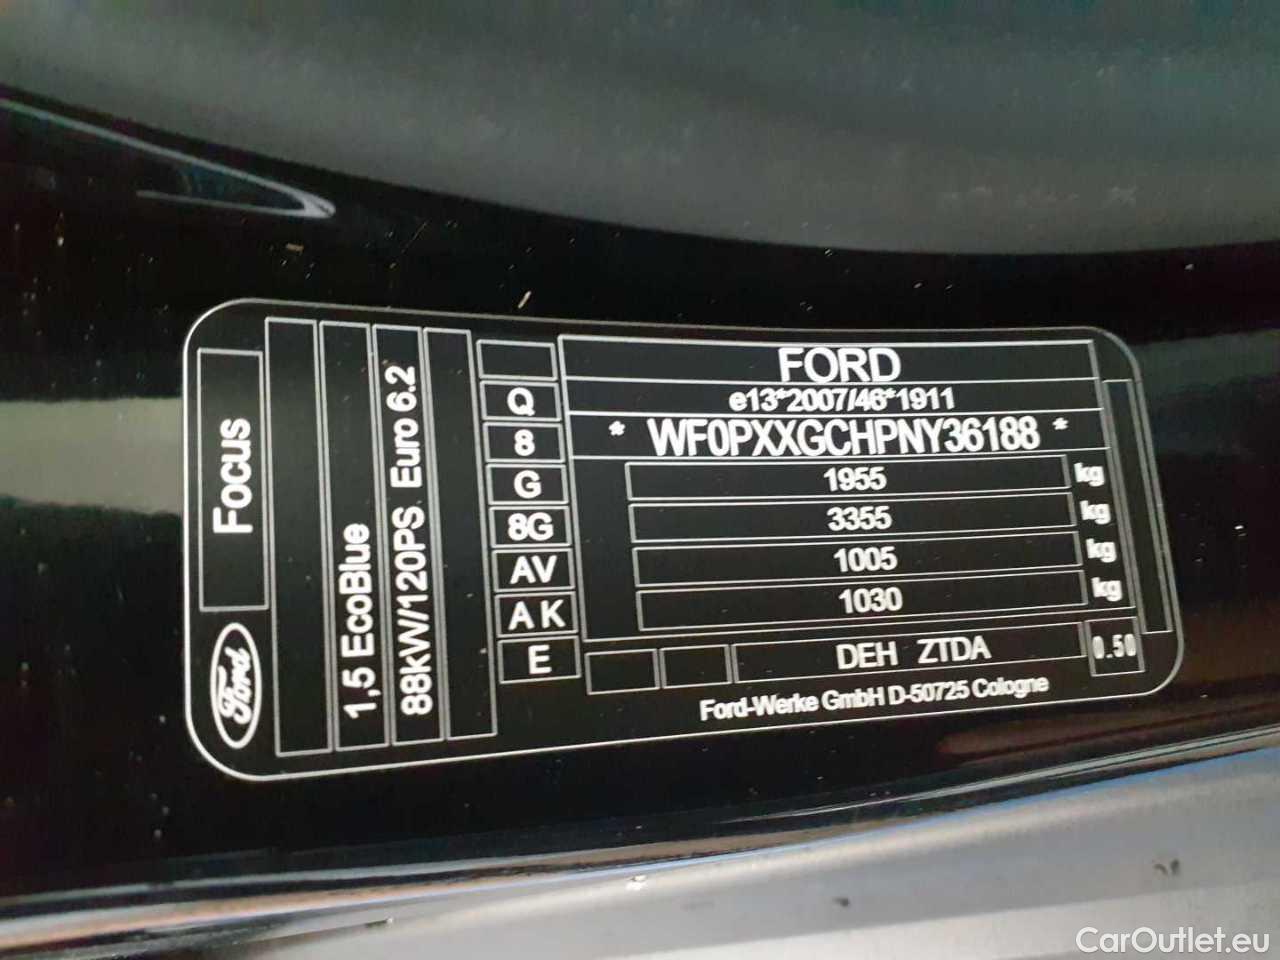 FORD
e13*2007/46*1911
* WF0PXXGCHPNY36188 *
1955 kg
3355 kg
1005 kg
1030 kg
DEH ZTDA 0.50
Ford-Werke GmbH D-50725 Cologne
Q
8
G
8G
AV
A K
E
Focus
Ford
1,5 EcoBlue
88kW/120PS Euro 6.2
CarOutlet.eu